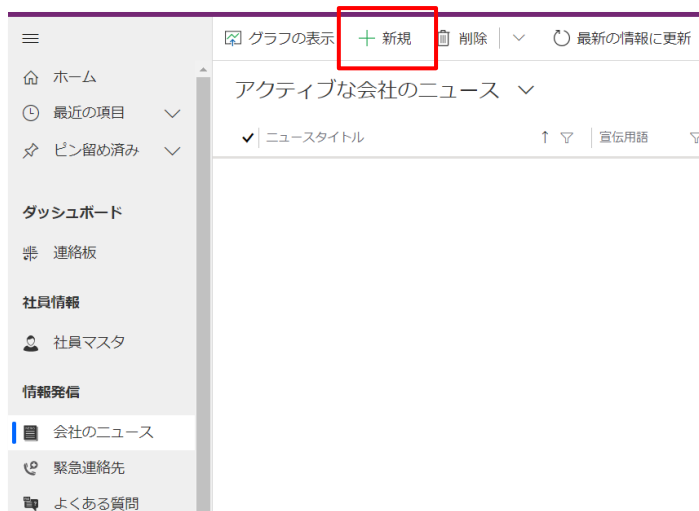 グラフの表示 新規 削除 最新の情報に更新
ホーム
最近の項目
ピン留め済み
ダッシュボード
連絡板
社員情報
社員マスタ
情報発信
会社のニュース
緊急連絡先
よくある質問
アクティブな会社のニュース
ニュースタイトル 宣伝用語